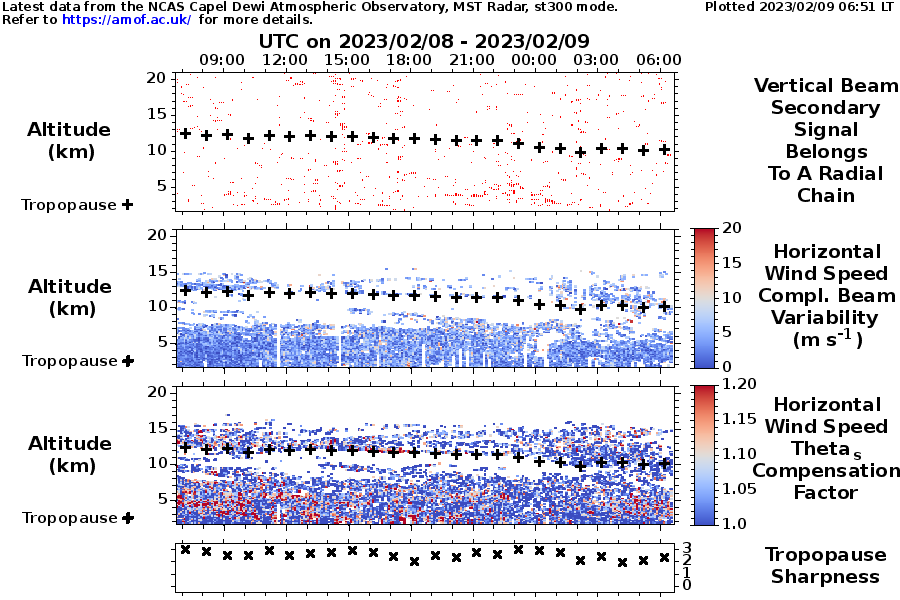 Latest data from the NCAS Capel Dewi Atmospheric Observatory, MST Radar, st300 mode.
Plotted 2023/02/09 06:51 LT
Refer to https://amof.ac.uk/ for more details.
UTC on 2023/02/08 - 2023/02/09
09:00 12:00 15:00 18:00 21:00 00:00 03:00 06:00
20
15
10
5
Altitude
(km)
Tropopause +
Vertical Beam
Secondary
Signal
Belongs
To A Radial
Chain
20
15
10
5
Altitude
(km)
Tropopause +
20
15
10
5
0
Horizontal
Wind Speed
Compl. Beam
Variability
(m s-1)
20
15
10
5
Altitude
(km)
Tropopause +
1.20
1.15
1.10
1.05
1.0
Horizontal
Wind Speed
Theta s
Compensation
Factor
3
2
1
0
Tropopause
Sharpness